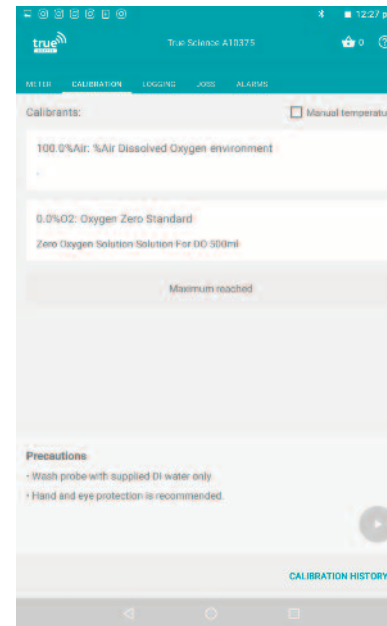 12:27 p
true
True Science A10375
0
METER CALIBRATION LOGGING JOBS ALARMS
Calibrants:
Manual temperatu
100.0%Air: %Air Dissolved Oxygen environment
.
0.0%O2: Oxygen Zero Standard
Zero Oxygen Solution Solution For DO 500ml
Maximum reached
Precautions
• Wash probe with supplied DI water only.
• Hand and eye protection is recommended.
CALIBRATION HISTORY